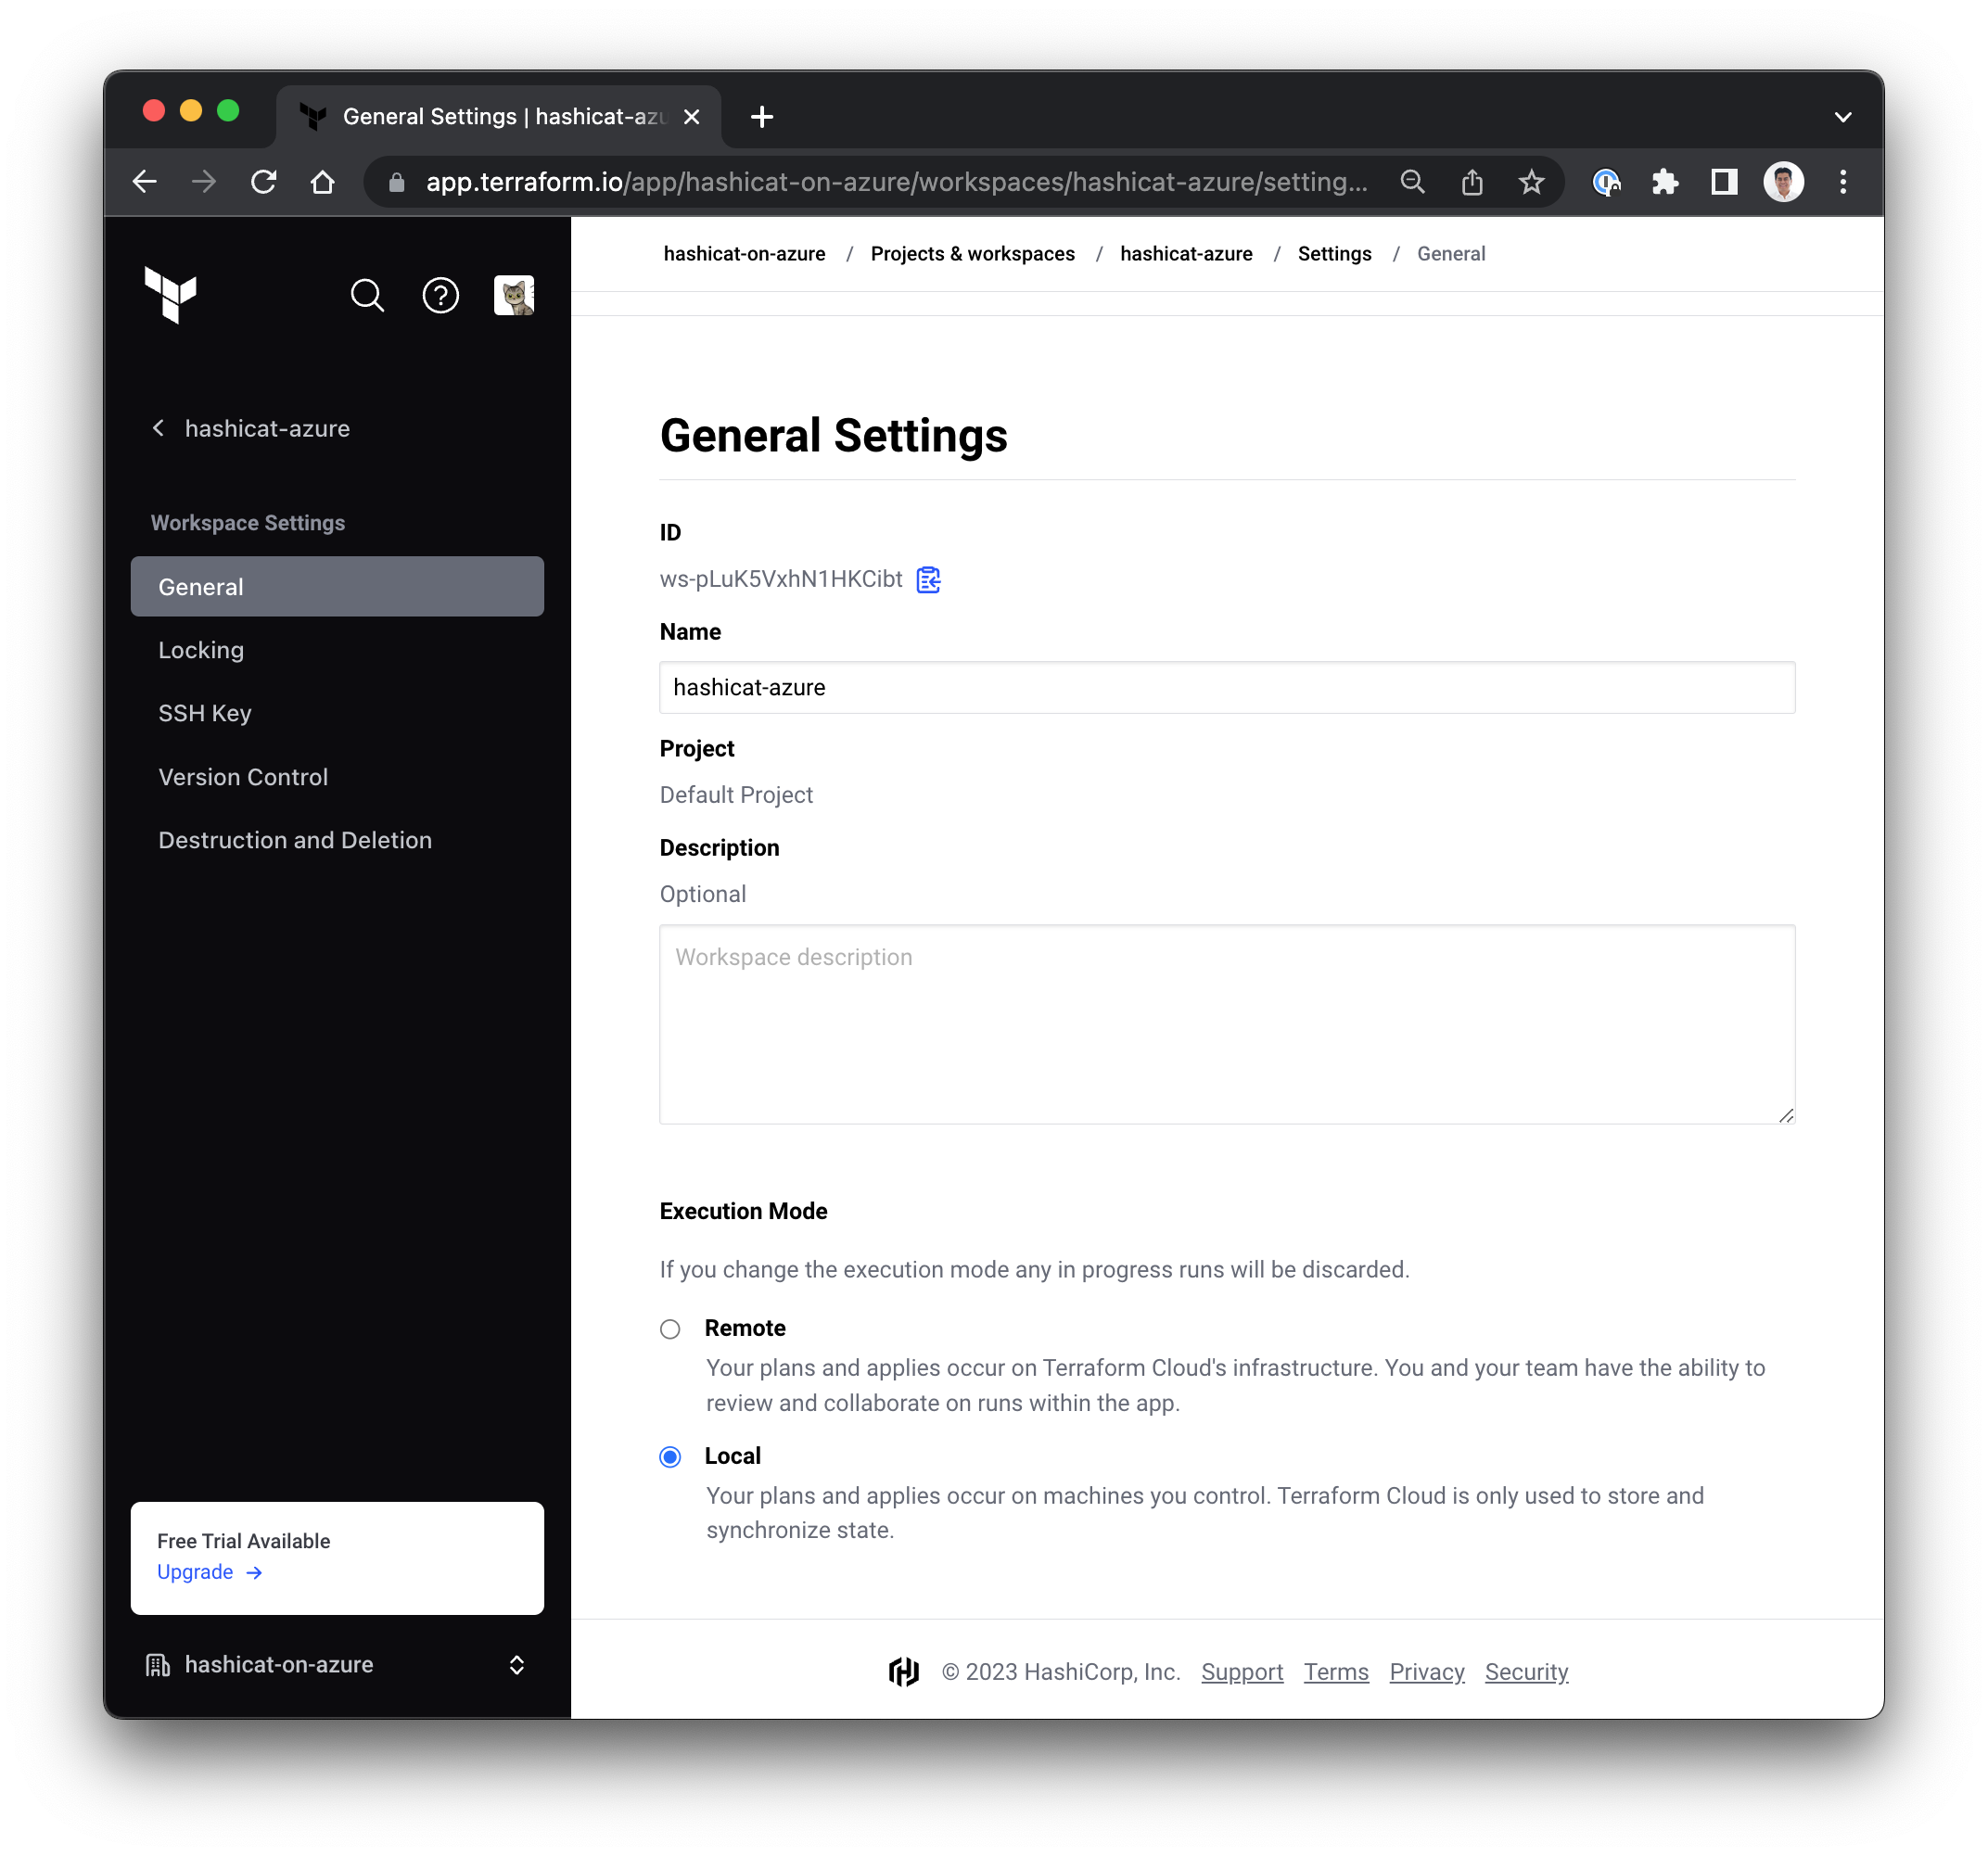 General Settings | hashicat-azu
app.terraform.io/app/hashicat-on-azure/workspaces/hashicat-azure/setting...
hashicat-on-azure / Projects & workspaces / hashicat-azure / Settings / General
hashicat-azure
Workspace Settings
General
Locking
SSH Key
Version Control
Destruction and Deletion
Free Trial Available
Upgrade →
hashicat-on-azure
General Settings
ID
ws-pLuK5VxhN1HKCibt
Name
hashicat-azure
Project
Default Project
Description
Optional
Workspace description
Execution Mode
If you change the execution mode any in progress runs will be discarded.
Remote
Your plans and applies occur on Terraform Cloud's infrastructure. You and your team have the ability to
review and collaborate on runs within the app.
Local
Your plans and applies occur on machines you control. Terraform Cloud is only used to store and
synchronize state.
© 2023 HashiCorp, Inc. Support Terms Privacy Security